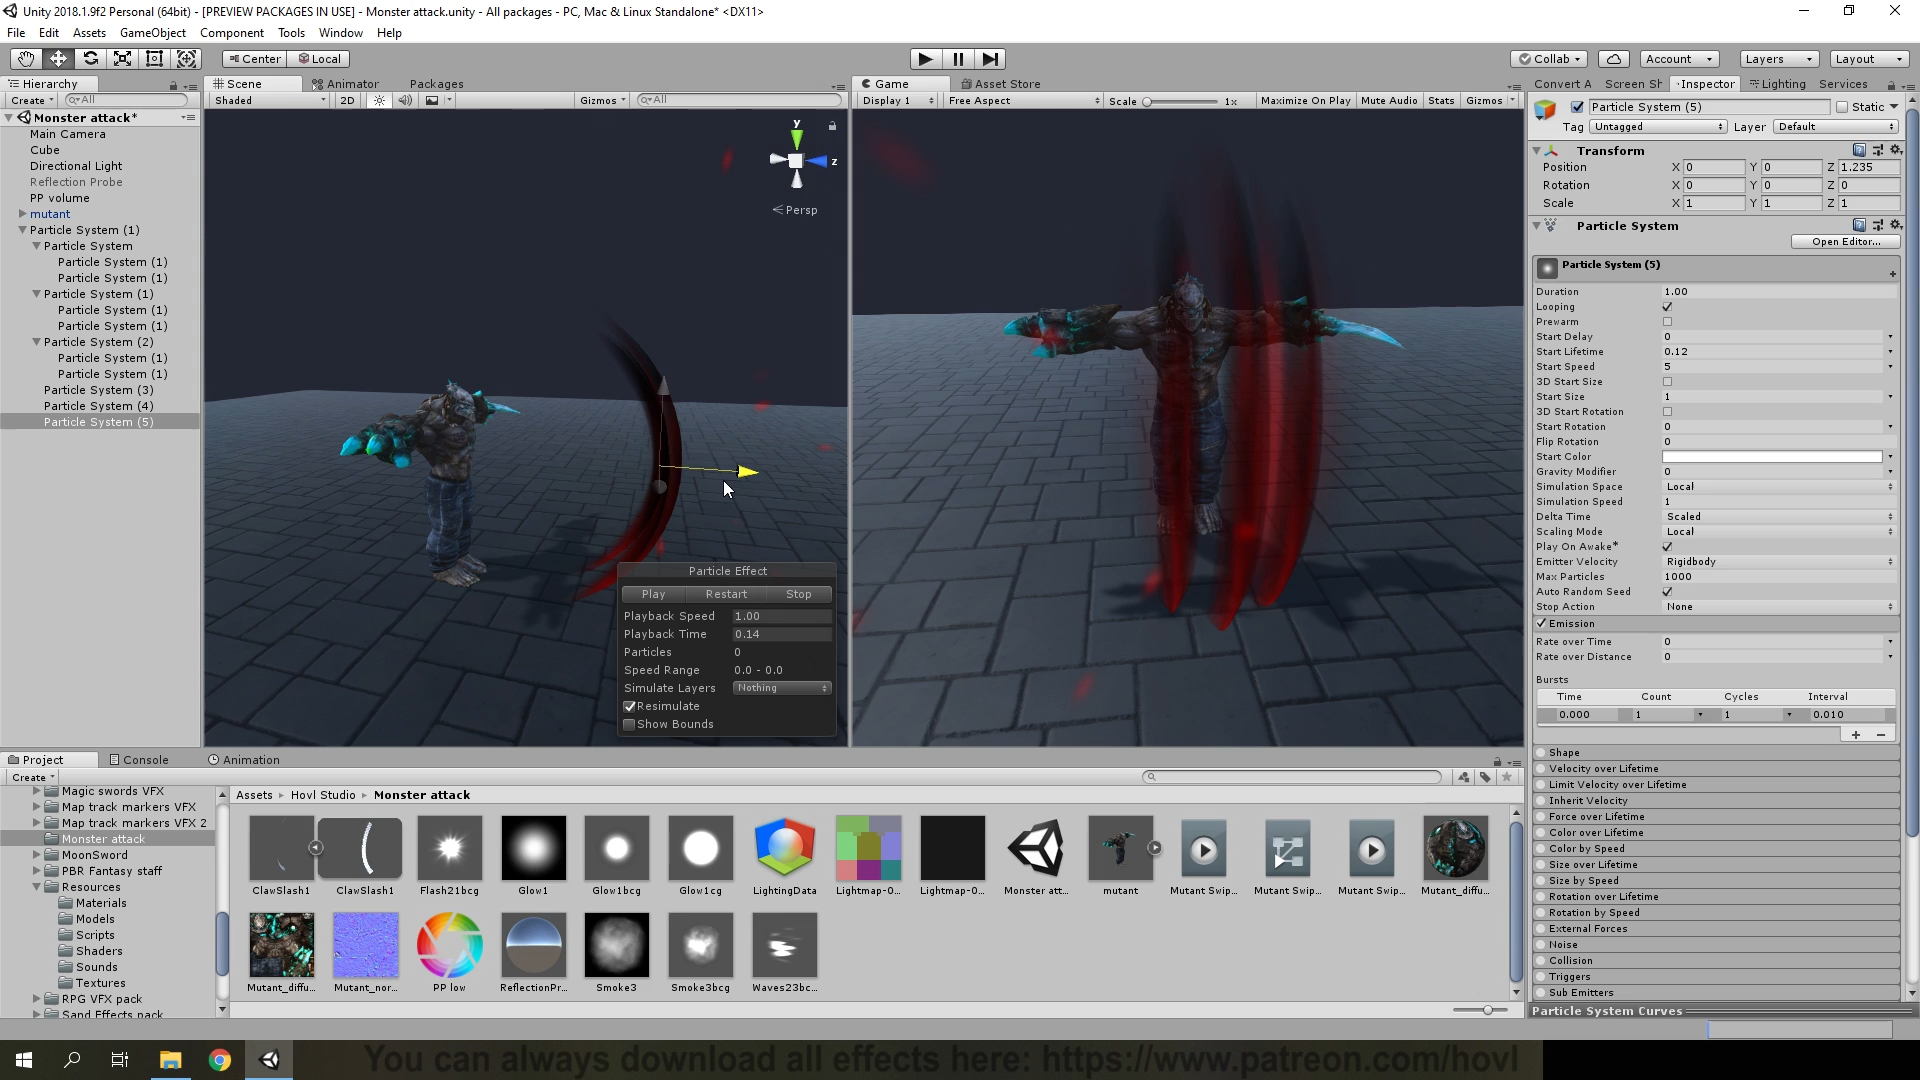 Unity 2018.1.9f2 Personal (64bit) - [PREVIEW PACKAGES IN USE] - Monster attack.unity - All packages - PC, Mac & Linux Standalone* <DX11>
File Edit Assets GameObject Component Tools Window Help
Center Local
Collab Account Layers Layout
Hierarchy
Create All
Monster attack*
Main Camera
Cube
Directional Light
Reflection Probe
PP volume
mutant
Particle System (1)
Particle System
Particle System (1)
Particle System (1)
Particle System (1)
Particle System (1)
Particle System (1)
Particle System (2)
Particle System (1)
Particle System (1)
Particle System (3)
Particle System (4)
Particle System (5)
Scene Animator Packages
Shaded 2D Gizmos All
y
z
Persp
Particle Effect
Play Restart Stop
Playback Speed 1.00
Playback Time 0.14
Particles 0
Speed Range 0.0 - 0.0
Simulate Layers Nothing
Resimulate
Show Bounds
Game Asset Store
Display 1 Free Aspect Scale 1x Maximize On Play Mute Audio Stats Gizmos
Convert A Screen Sh Inspector Lighting Services
Particle System (5) Static
Tag Untagged Layer Default
Transform
Position X 0 Y 0 Z 1.235
Rotation X 0 Y 0 Z 0
Scale X 1 Y 1 Z 1
Particle System
Open Editor...
Particle System (5)
Duration 1.00
Looping
Prewarm
Start Delay 0
Start Lifetime 0.12
Start Speed 5
3D Start Size
Start Size 1
3D Start Rotation
Start Rotation 0
Flip Rotation 0
Start Color
Gravity Modifier 0
Simulation Space Local
Simulation Speed 1
Delta Time Scaled
Scaling Mode Local
Play On Awake*
Emitter Velocity Rigidbody
Max Particles 1000
Auto Random Seed
Stop Action None
Emission
Rate over Time 0
Rate over Distance 0
Bursts
Time Count Cycles Interval
0.000 1 1 0.010
Shape
Velocity over Lifetime
Limit Velocity over Lifetime
Inherit Velocity
Force over Lifetime
Color over Lifetime
Color by Speed
Size over Lifetime
Size by Speed
Rotation over Lifetime
Rotation by Speed
External Forces
Noise
Collision
Triggers
Sub Emitters
Particle System Curves
Project Console Animation
Create
Magic swords VFX
Map track markers VFX
Map track markers VFX 2
Monster attack
MoonSword
PBR Fantasy staff
Resources
Materials
Models
Scripts
Shaders
Sounds
Textures
RPG VFX pack
Sand Effects pack
Assets Hovl Studio Monster attack
ClawSlash1 ClawSlash1 Flash21bcg Glow1 Glow1bcg Glow1cg LightingData Lightmap-0... Lightmap-0... Monster att... mutant Mutant Swip... Mutant Swip... Mutant Swip... Mutant_diffu...
Mutant_diffu... Mutant_nor... PP low ReflectionPr... Smoke3 Smoke3bcg Waves23bc...
You can always download all effects here: https://www.patreon.com/hovl